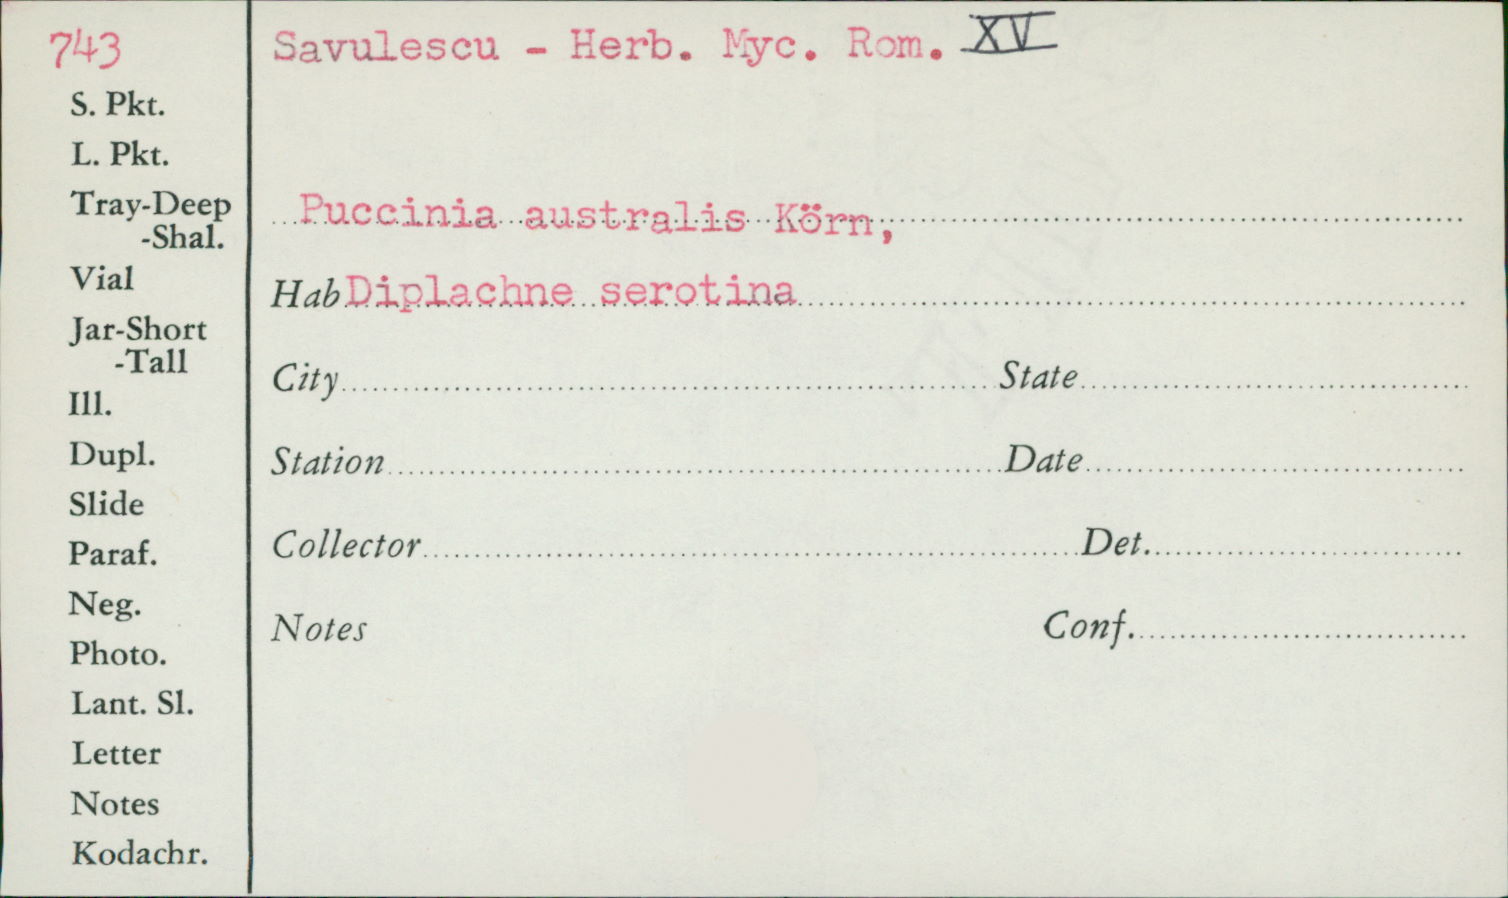 743
Savulescu - Herb. Myc. Rom. XV
S. Pkt.
L. Pkt.
Tray-Deep
-Shal.
Vial
Jar-Short
-Tall
Ill.
Dupl.
Slide
Paraf.
Neg.
Photo.
Lant. Sl.
Letter
Notes
Kodachr.
Puccinia australis Körn,
Hab Diplachne serotina
City State
Station Date
Collector Det.
Notes Conf.